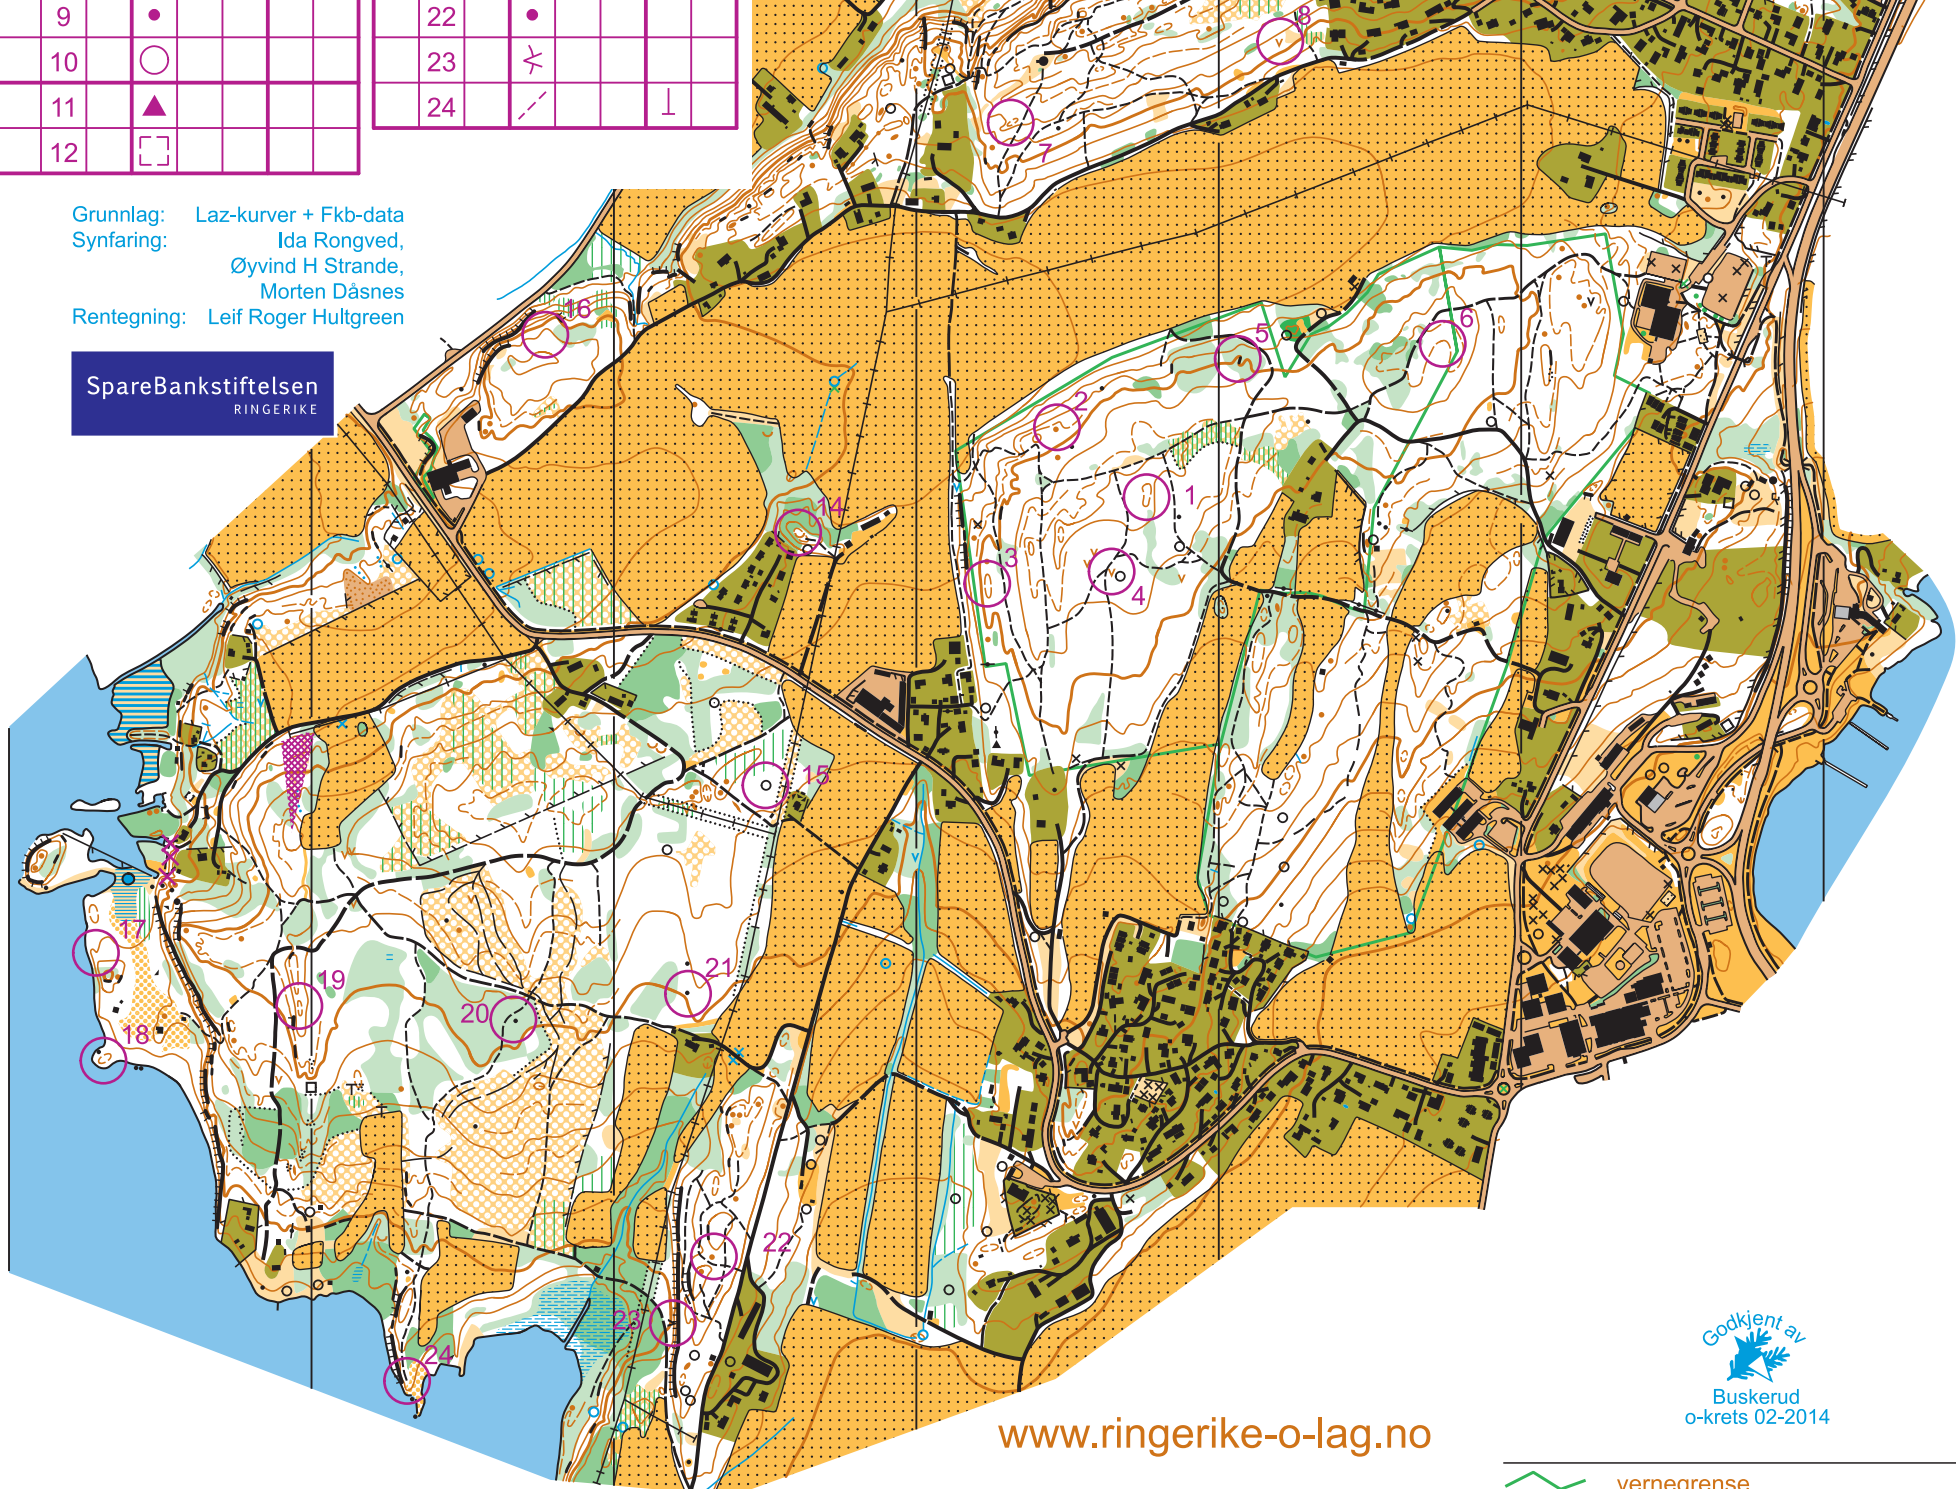 9
10
11
12
22
23
24
Grunnlag: Laz-kurver + Fkb-data
Synfaring: Ida Rongved,
Øyvind H Strande,
Morten Dåsnes
Rentegning: Leif Roger Hultgreen
SpareBankstiftelsen
RINGERIKE
8
7
16
5
6
2
14
1
3
4
15
17
19
21
20
18
22
23
24
www.ringerike-o-lag.no
Godkjent av
Buskerud
o-krets 02-2014
vernegrense